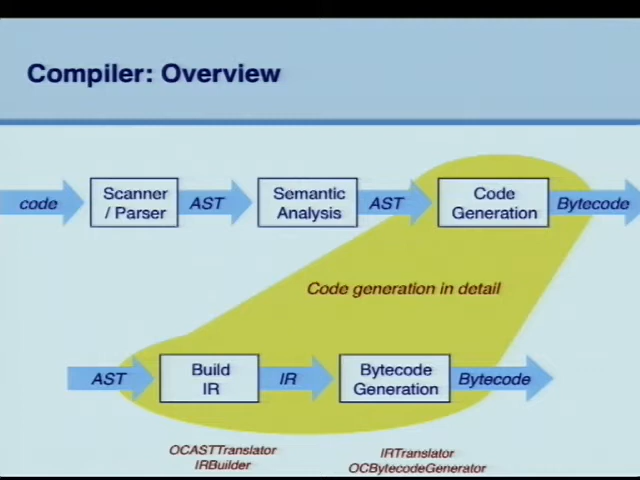 Compiler: Overview
code
Scanner
/ Parser
AST
Semantic
Analysis
AST
Code
Generation
Bytecode
Code generation in detail
AST
Build
IR
IR
Bytecode
Generation
Bytecode
OCASTTranslator
IRBuilder
IRTranslator
OCBytecodeGenerator